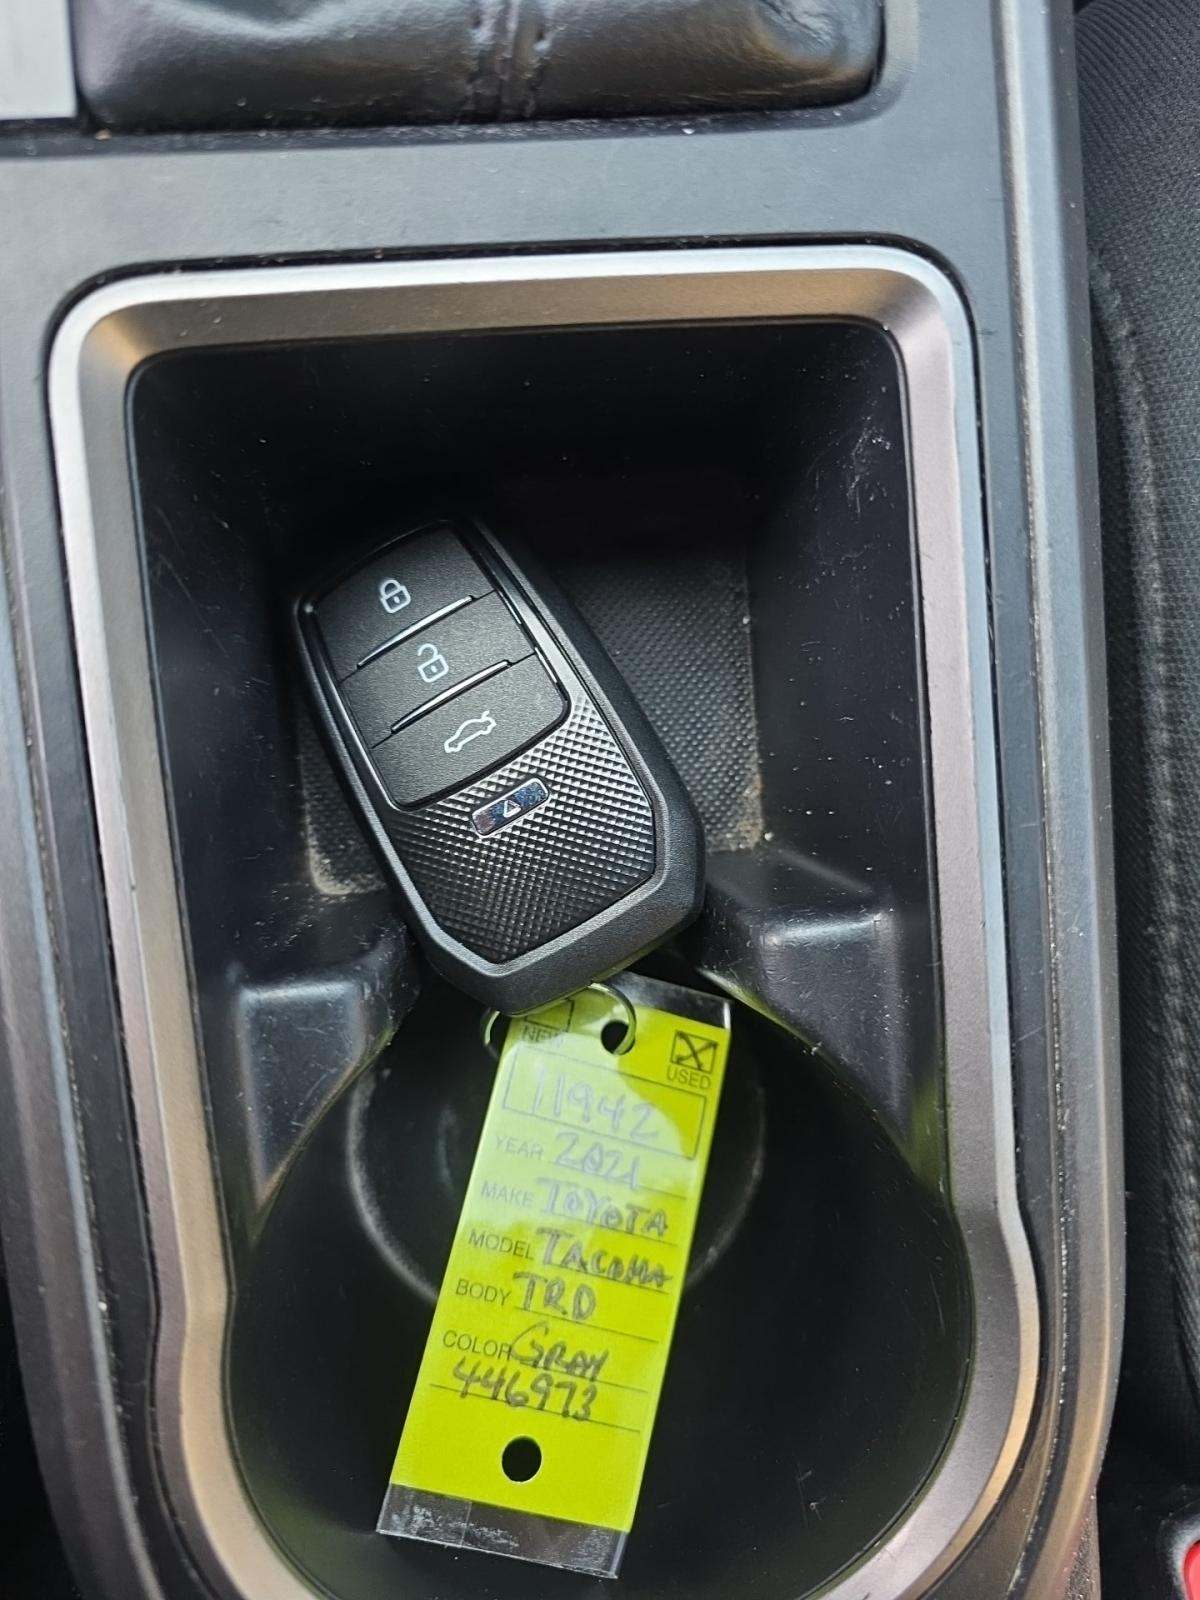 NEW
USED
11942
YEAR 2021
MAKE TOYOTA
MODEL TACOMA
BODY TRD
COLOR GRAY
446973